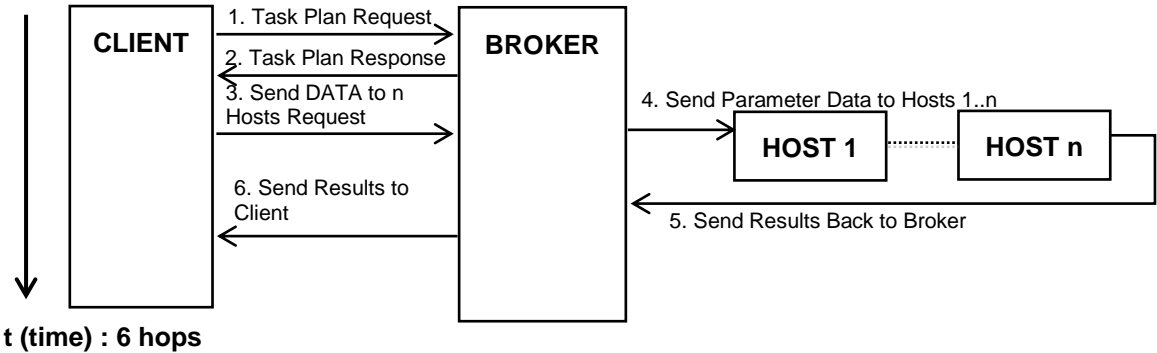 CLIENT
1. Task Plan Request
BROKER
2. Task Plan Response
3. Send DATA to n
Hosts Request
4. Send Parameter Data to Hosts 1..n
HOST 1
HOST n
6. Send Results to
Client
5. Send Results Back to Broker
t (time) : 6 hops